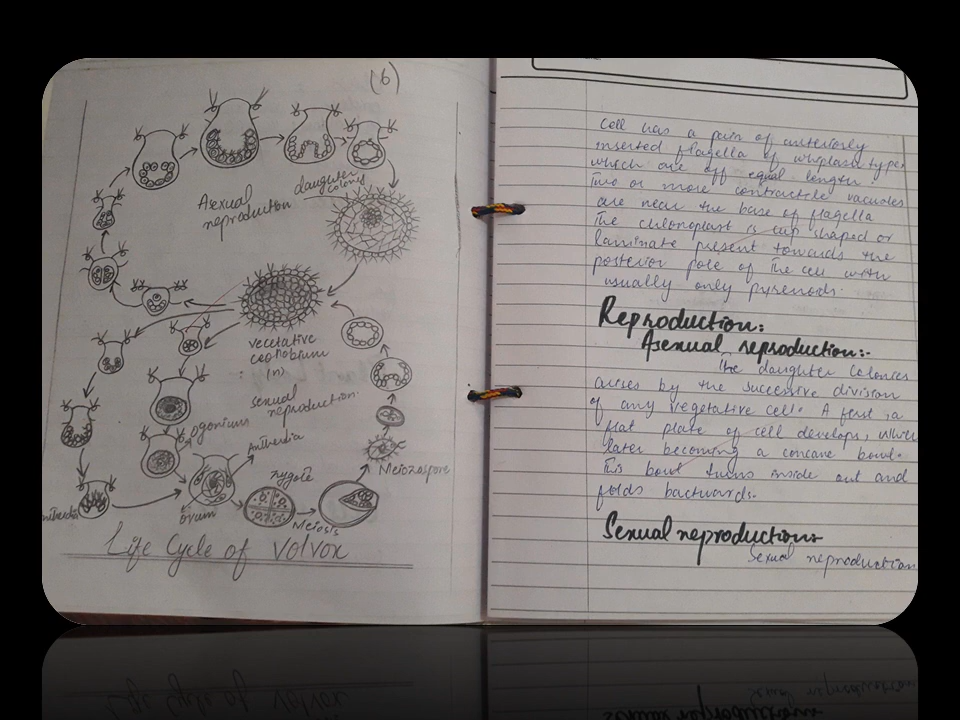 (6)
Asexual
reproduction
daughter
colony
vecetative
coenobium
(n)
sexual
reproduction.
Ogonium
Antheridia
Meiozospore
zygote
Meiosis
ovum
antheridia
Life Cycle of Volvox
Cell has a pair of anteriorly
inserted flagella of whiplash type
which are off equal length.
Two or more contractile vacuoles
are near the base of flagella
The chloroplast is cup shaped or
laminate present towards the
posterior pole of the cell with
usually only pyrenoids.
Reproduction:
Asexual reproduction:-
The daughter colonies
arises by the successive division
of any vegetative cell. A first, a
flat plate of cell develops, which
later becoming a concave bowl.
This bowl turns inside out and
folds backwards.
Sexual reproduction:
Sexual reproduction